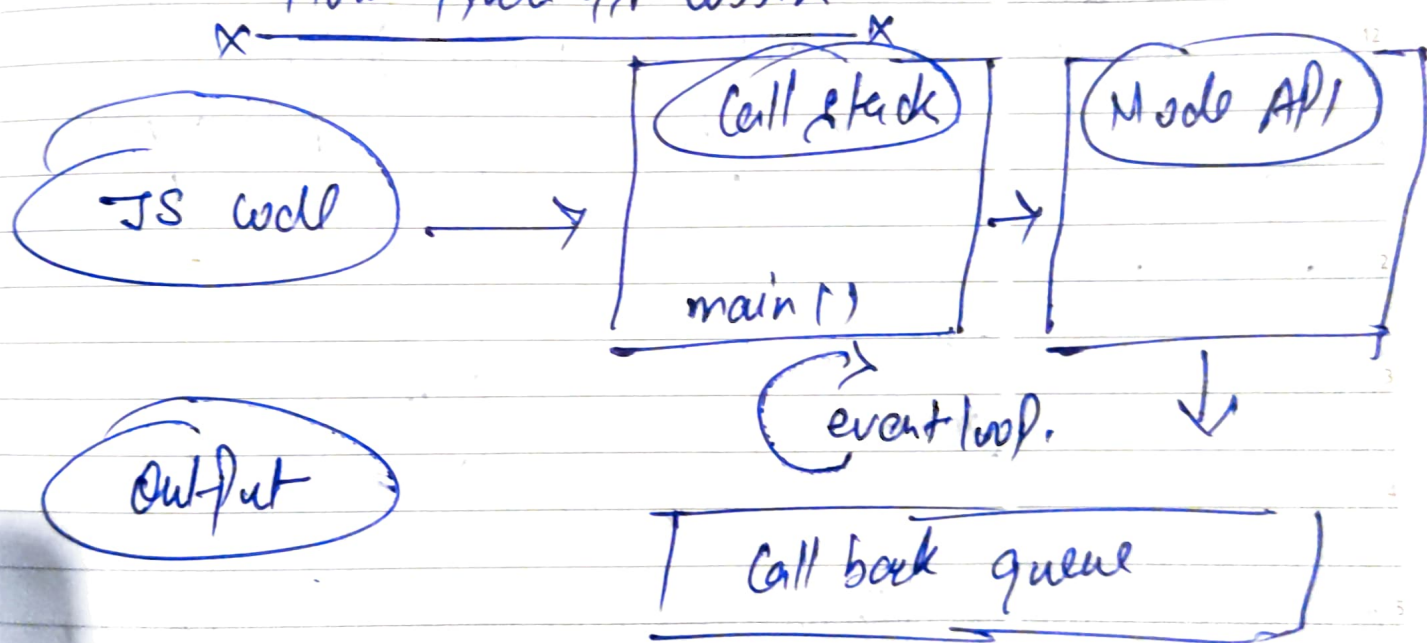 Call stack
Node API
JS code
main()
event loop.
Output
Call back queue